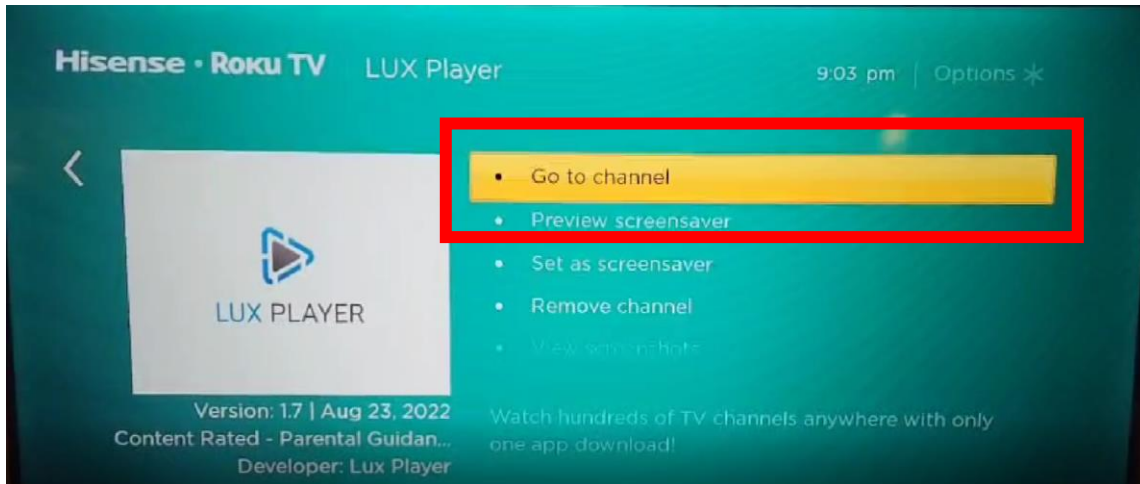 Hisense • Roku TV LUX Player
9:03 pm | Options
Go to channel
Preview screensaver
Set as screensaver
Remove channel
View screenshots
LUX PLAYER
Version: 1.7 | Aug 23, 2022
Content Rated - Parental Guidan...
Developer: Lux Player
Watch hundreds of TV channels anywhere with only
one app download!